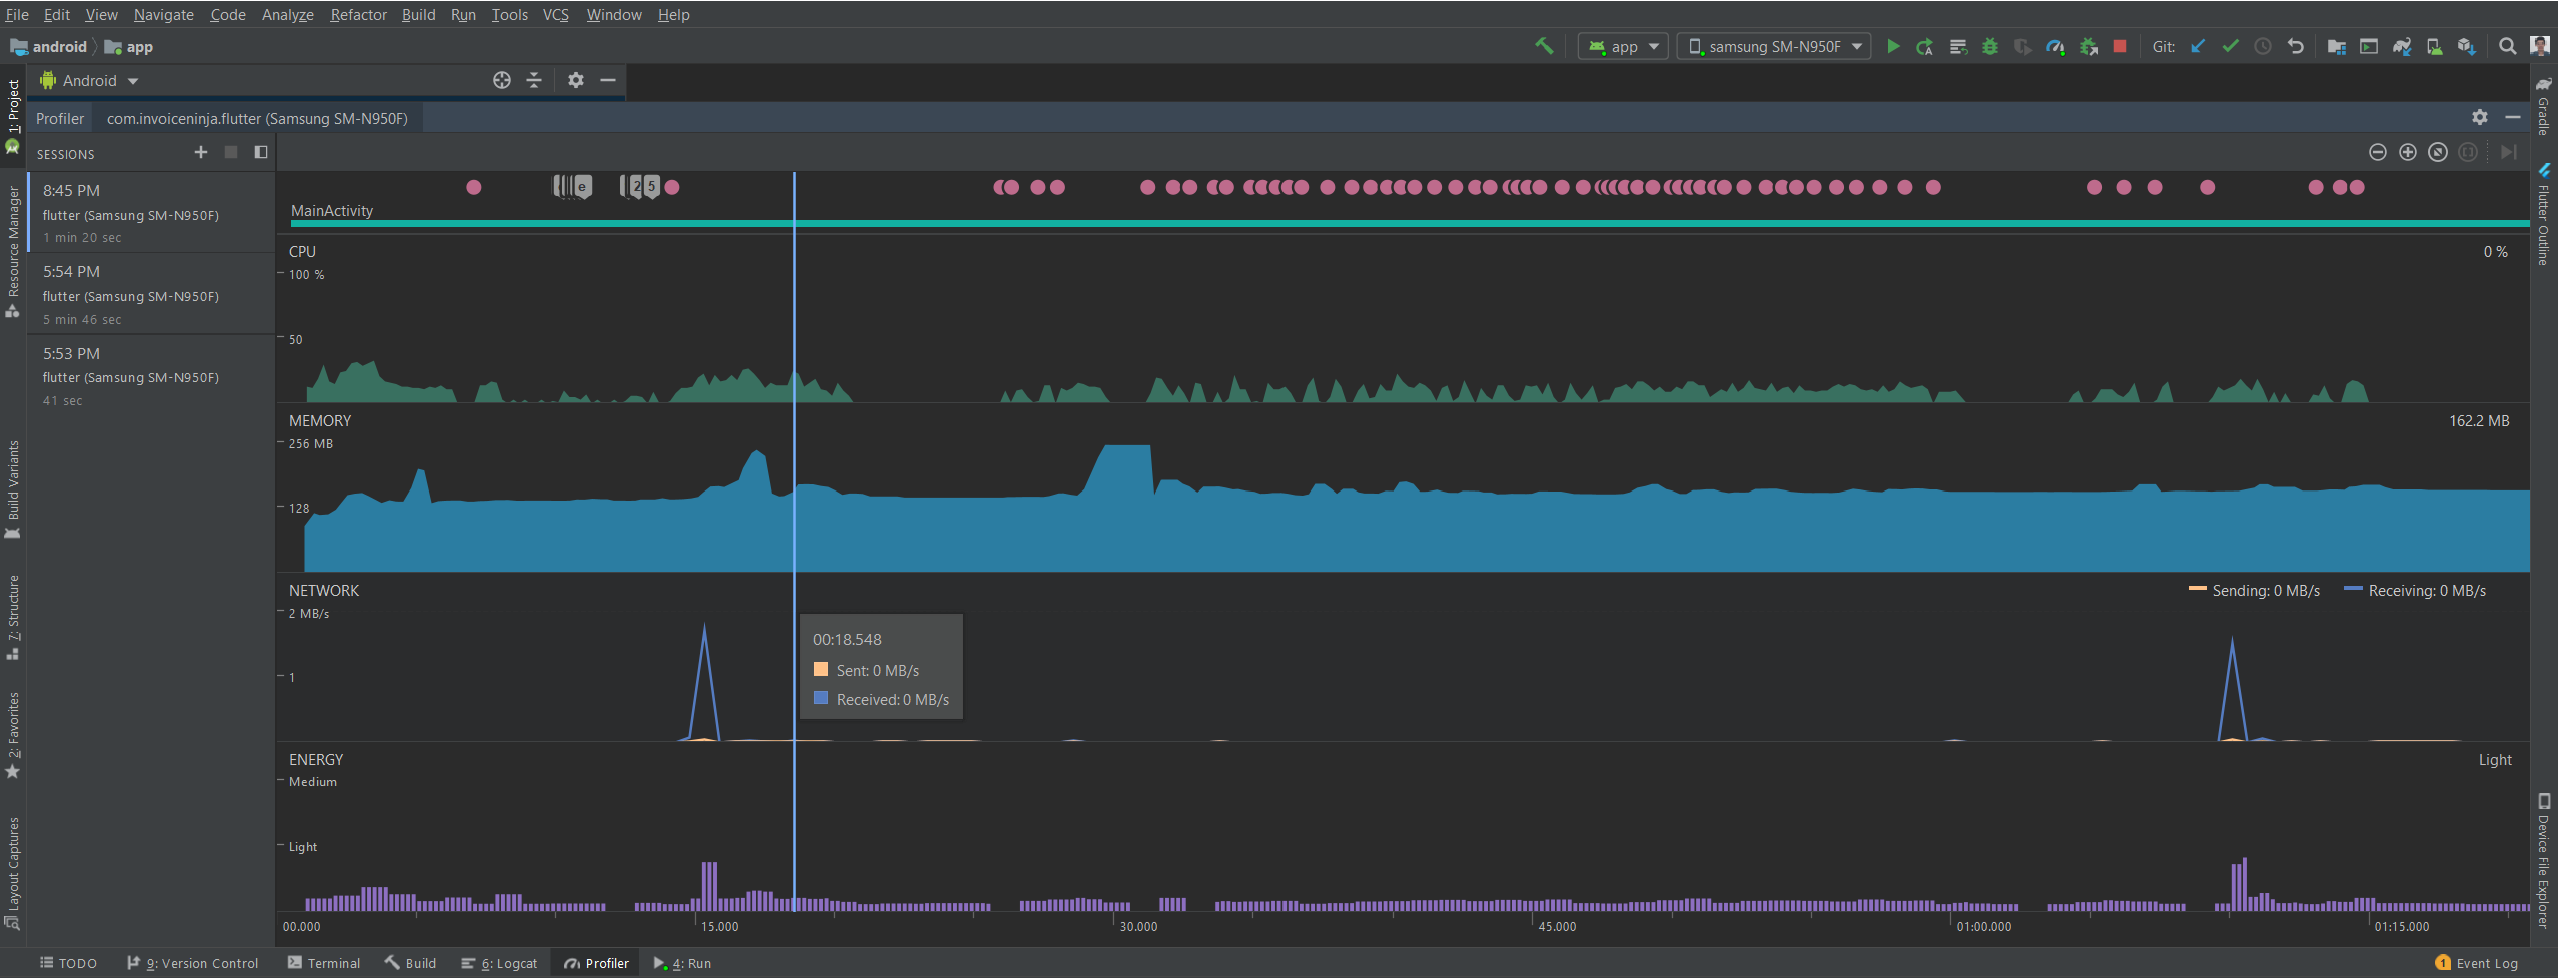 File Edit View Navigate Code Analyze Refactor Build Run Tools VCS Window Help
android app
app samsung SM-N950F Git:
Android
Profiler com.invoiceninja.flutter (Samsung SM-N950F)
SESSIONS
8:45 PM
flutter (Samsung SM-N950F)
1 min 20 sec
5:54 PM
flutter (Samsung SM-N950F)
5 min 46 sec
5:53 PM
flutter (Samsung SM-N950F)
41 sec
e 2 5
MainActivity
CPU 0 %
100 %
50
MEMORY 162.2 MB
256 MB
128
NETWORK Sending: 0 MB/s Receiving: 0 MB/s
2 MB/s
1
00:18.548
Sent: 0 MB/s
Received: 0 MB/s
ENERGY Light
Medium
Light
00.000 15.000 30.000 45.000 01:00.000 01:15.000
1: Project
Resource Manager
Build Variants
7: Structure
2: Favorites
Layout Captures
Gradle
Flutter Outline
Device File Explorer
TODO 9: Version Control Terminal Build 6: Logcat Profiler 4: Run 1 Event Log